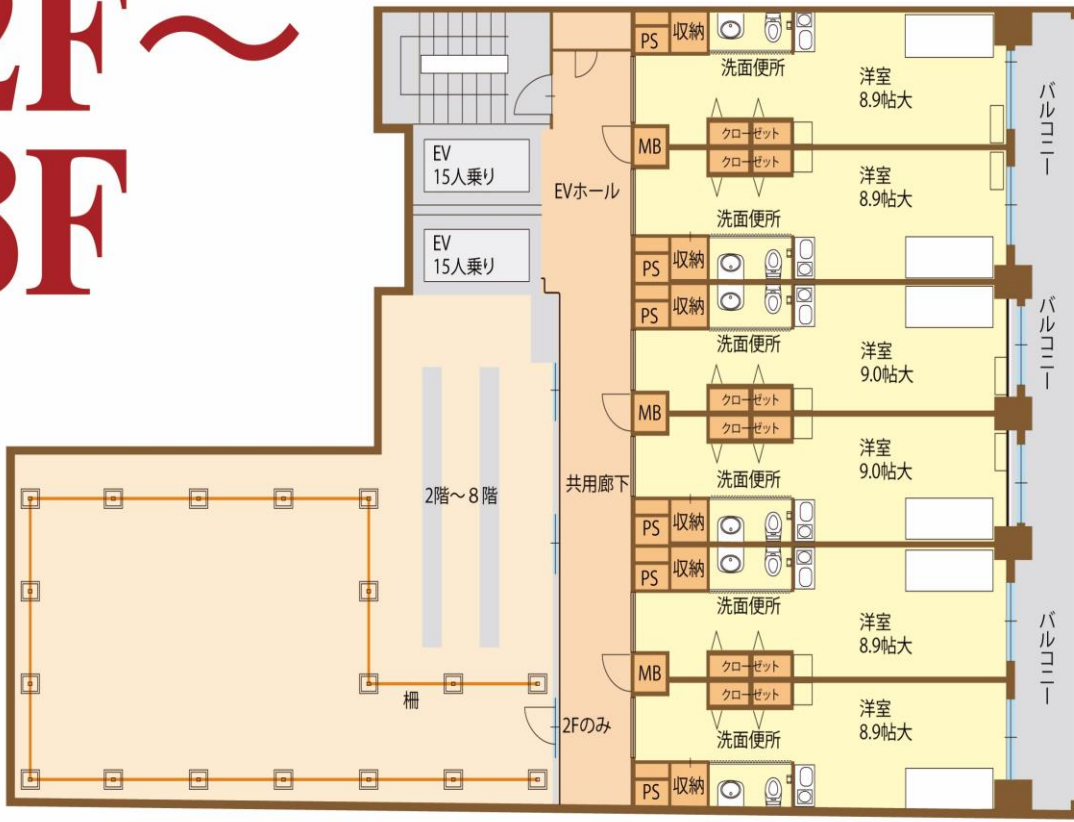 2F～
8F
PS
収納
洗面便所
洋室
8.9帖大
バルコニー
EV
15人乗り
MB
クローゼット
クローゼット
EVホール
洋室
8.9帖大
洗面便所
EV
15人乗り
PS
収納
PS
収納
洗面便所
洋室
9.0帖大
バルコニー
MB
クローゼット
クローゼット
洋室
9.0帖大
洗面便所
2階～8階
共用廊下
PS
収納
PS
収納
洗面便所
洋室
8.9帖大
バルコニー
MB
クローゼット
クローゼット
柵
2Fのみ
洋室
8.9帖大
洗面便所
PS
収納